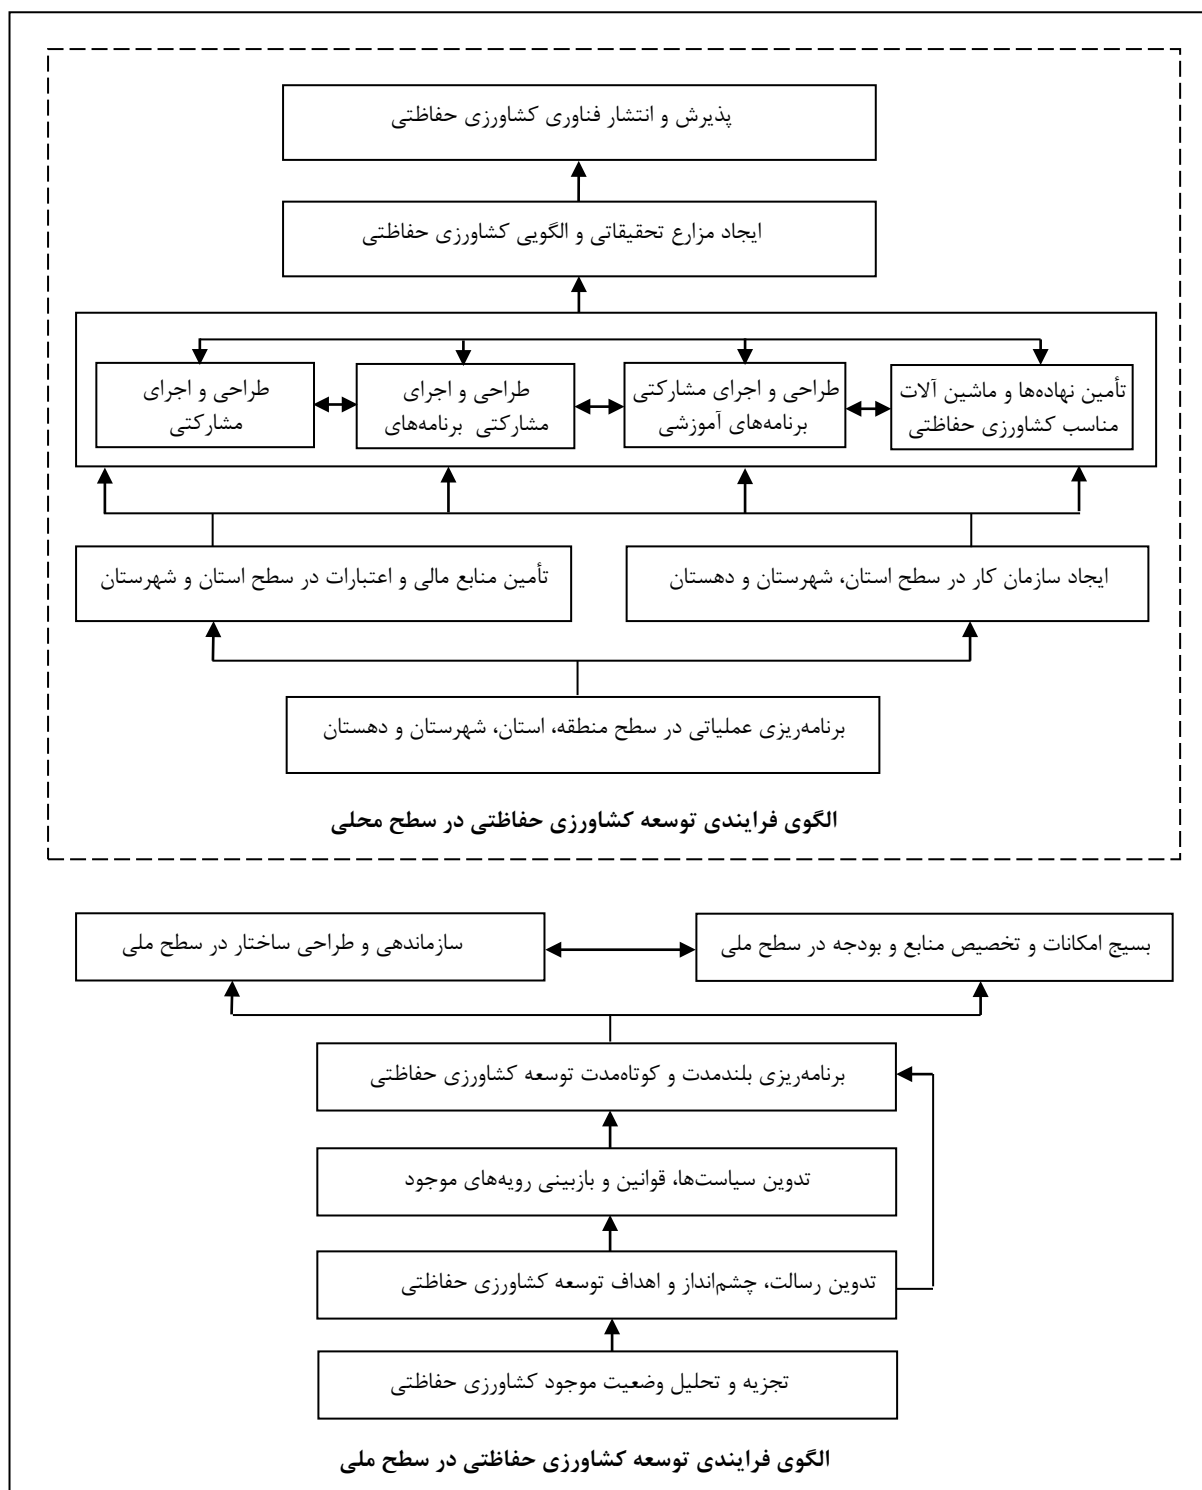 پذیرش و انتشار فناوری کشاورزی حفاظتی
ایجاد مزارع تحقیقاتی و الگویی کشاورزی حفاظتی
تأمین نهاده‌ها و ماشین آلات
مناسب کشاورزی حفاظتی
طراحی و اجرای مشارکتی
برنامه‌های آموزشی
طراحی و اجرای
مشارکتی برنامه‌های
طراحی و اجرای
مشارکتی
ایجاد سازمان کار در سطح استان، شهرستان و دهستان
تأمین منابع مالی و اعتبارات در سطح استان و شهرستان
برنامه‌ریزی عملیاتی در سطح منطقه، استان، شهرستان و دهستان
الگوی فرایندی توسعه کشاورزی حفاظتی در سطح محلی
بسیج امکانات و تخصیص منابع و بودجه در سطح ملی
سازماندهی و طراحی ساختار در سطح ملی
برنامه‌ریزی بلندمدت و کوتاه‌مدت توسعه کشاورزی حفاظتی
تدوین سیاست‌ها، قوانین و بازبینی رویه‌های موجود
تدوین رسالت، چشم‌انداز و اهداف توسعه کشاورزی حفاظتی
تجزیه و تحلیل وضعیت موجود کشاورزی حفاظتی
الگوی فرایندی توسعه کشاورزی حفاظتی در سطح ملی